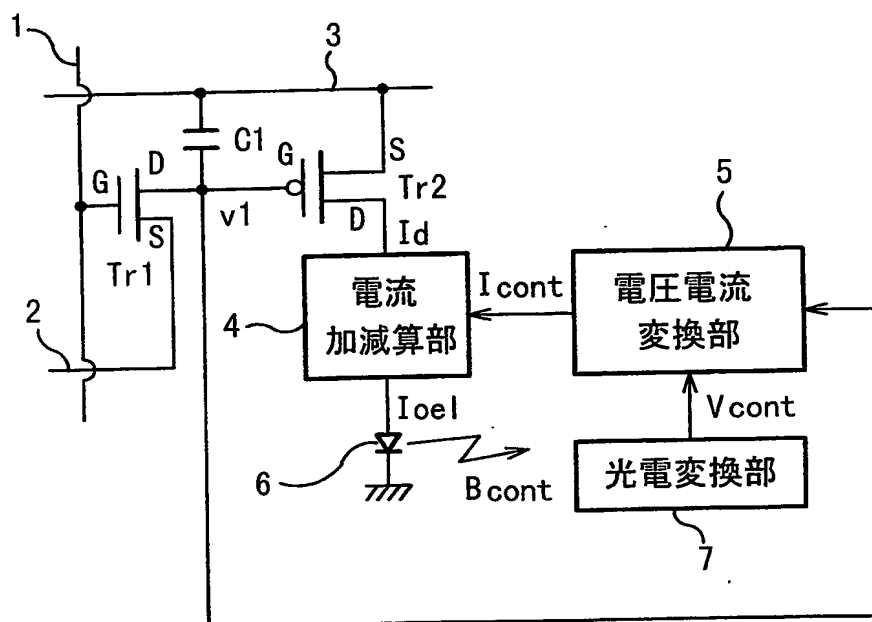 1
3
C1
G
D
S
Tr1
v1
G
S
Tr2
D
Id
2
4
電流
加減算部
Icont
5
電圧電流
変換部
Vcont
Ioel
6
Bcont
光電変換部
7